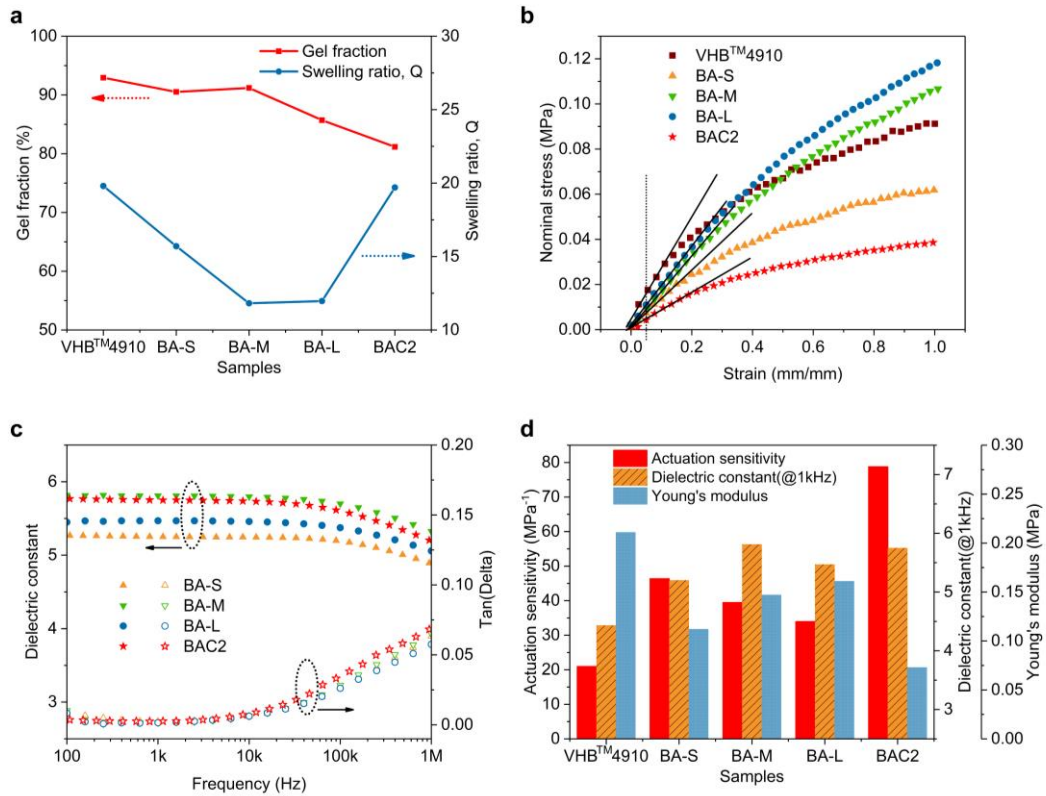 a
100
90
80
70
60
50
Gel fraction (%)
Gel fraction
Swelling ratio, Q
30
25
20
15
10
Swelling ratio, Q
VHB™4910 BA-S BA-M BA-L BAC2
Samples
b
0.12
0.10
0.08
0.06
0.04
0.02
0.00
Nominal stress (MPa)
VHB™4910
BA-S
BA-M
BA-L
BAC2
0.0 0.2 0.4 0.6 0.8 1.0
Strain (mm/mm)
c
6
5
4
3
Dielectric constant
BA-S
BA-M
BA-L
BAC2
0.20
0.15
0.10
0.05
0.00
Tan(Delta)
100 1k 10k 100k 1M
Frequency (Hz)
d
85
80
70
60
50
40
30
20
10
0
Actuation sensitivity (MPa⁻¹)
Actuation sensitivity
Dielectric constant(@1kHz)
Young's modulus
7
6
5
4
3
Dielectric constant(@1kHz)
0.30
0.25
0.20
0.15
0.10
0.05
0.00
Young's modulus (MPa)
VHB™4910 BA-S BA-M BA-L BAC2
Samples